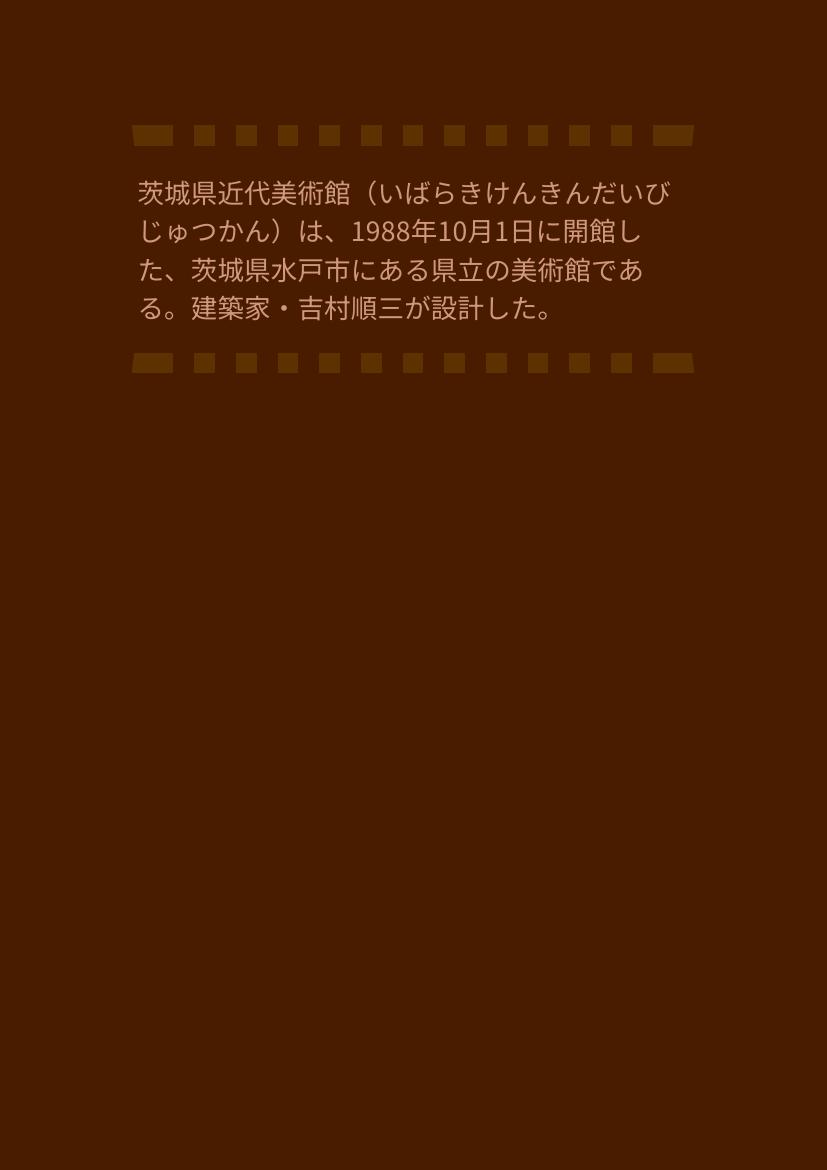 茨城県近代美術館（いばらきけんきんだいび
じゅつかん）は、1988年10月1日に開館し
た、茨城県水戸市にある県立の美術館であ
る。建築家・吉村順三が設計した。